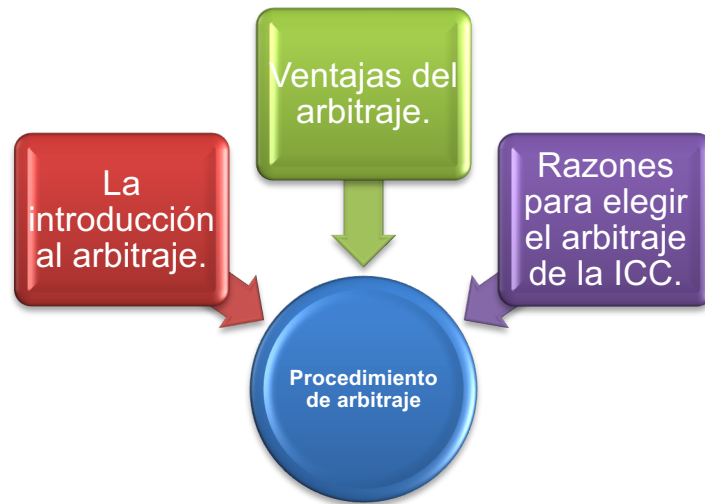 Ventajas del
arbitraje.
La
introducción
al arbitraje.
Razones
para elegir
el arbitraje
de la ICC.
Procedimiento
de arbitraje